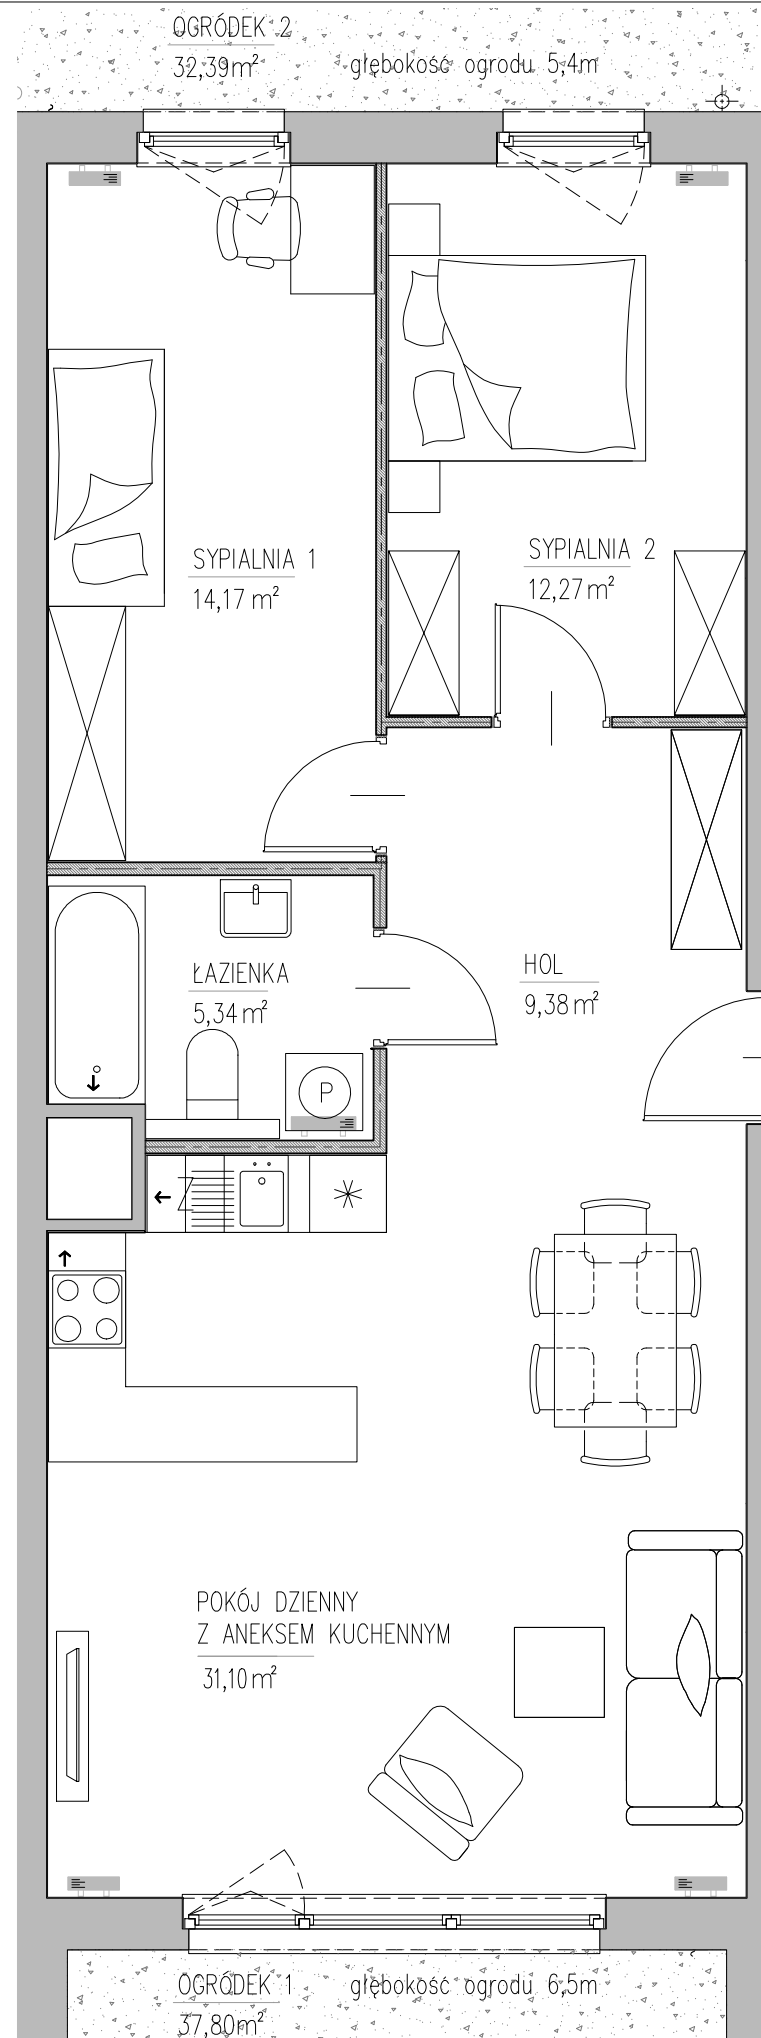 OGRÓDEK 2
32,39m²
głębokość ogrodu 5,4m
SYPIALNIA 1
14,17 m²
SYPIALNIA 2
12,27m²
ŁAZIENKA
5,34m²
HOL
9,38m²
P
POKÓJ DZIENNY
Z ANEKSEM KUCHENNYM
31,10m²
OGRÓDEK 1
głębokość ogrodu 6,5m
37,80m²